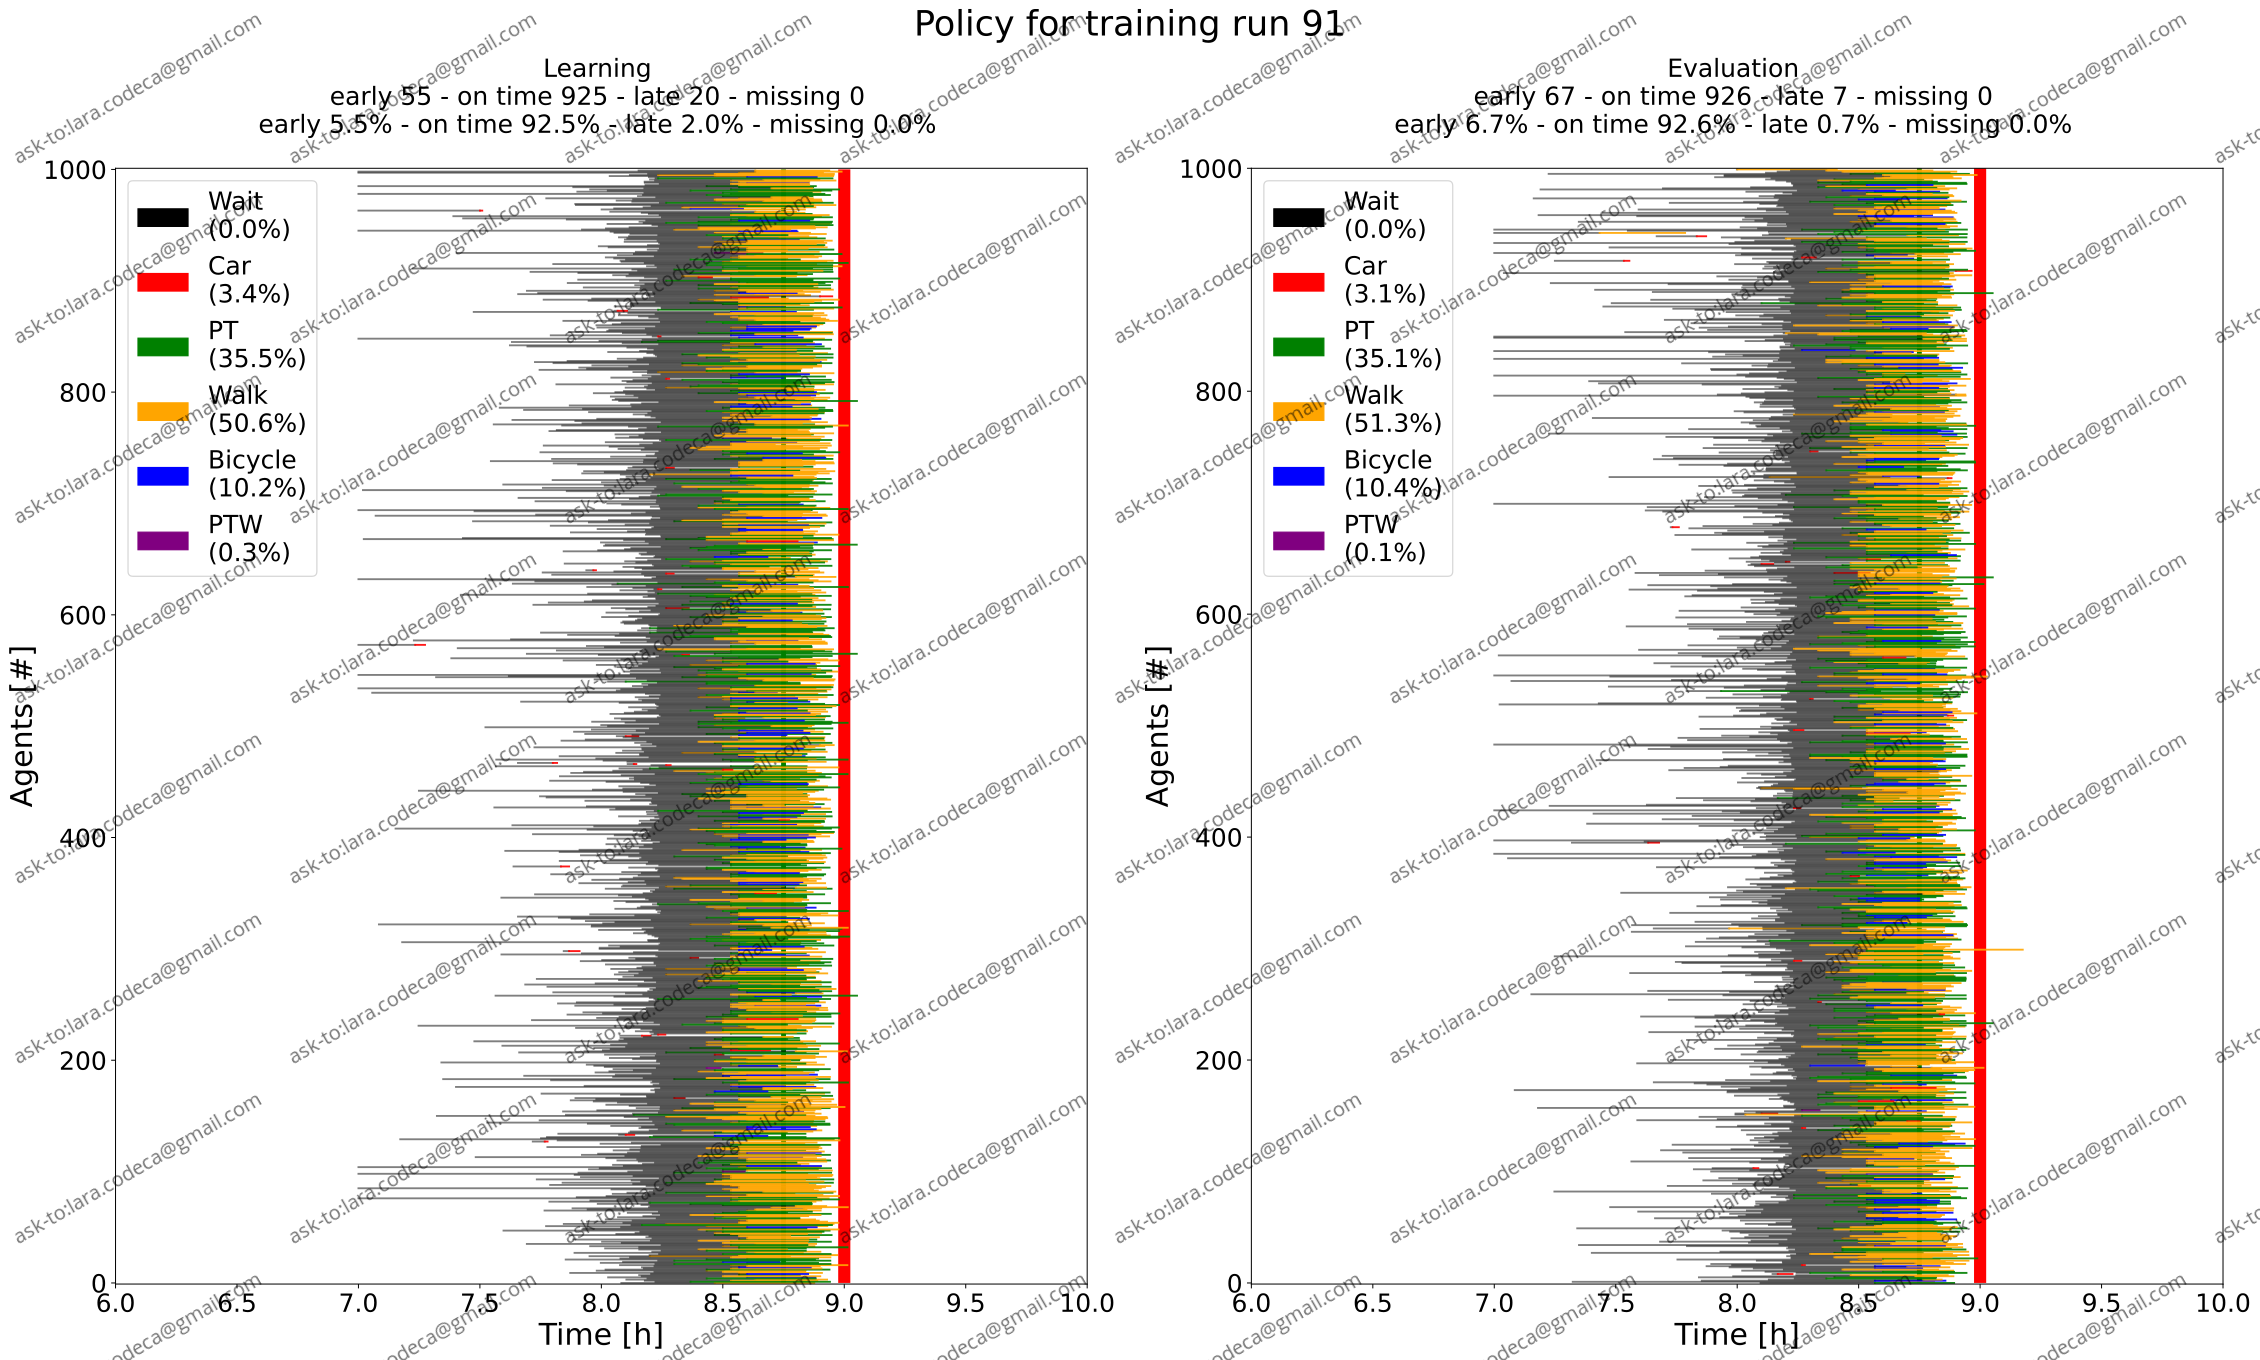 Policy for training run 91
Learning
early 55 - on time 925 - late 20 - missing 0
early 5.5% - on time 92.5% - late 2.0% - missing 0.0%
1000
800
600
400
200
0
Agents [#]
Wait
(0.0%)
Car
(3.4%)
PT
(35.5%)
Walk
(50.6%)
Bicycle
(10.2%)
PTW
(0.3%)
6.0 6.5 7.0 7.5 8.0 8.5 9.0 9.5 10.0
Time [h]
Evaluation
early 67 - on time 926 - late 7 - missing 0
early 6.7% - on time 92.6% - late 0.7% - missing 0.0%
1000
800
600
400
200
0
Agents [#]
Wait
(0.0%)
Car
(3.1%)
PT
(35.1%)
Walk
(51.3%)
Bicycle
(10.4%)
PTW
(0.1%)
6.0 6.5 7.0 7.5 8.0 8.5 9.0 9.5 10.0
Time [h]
ask-to:lara.codeca@gmail.com